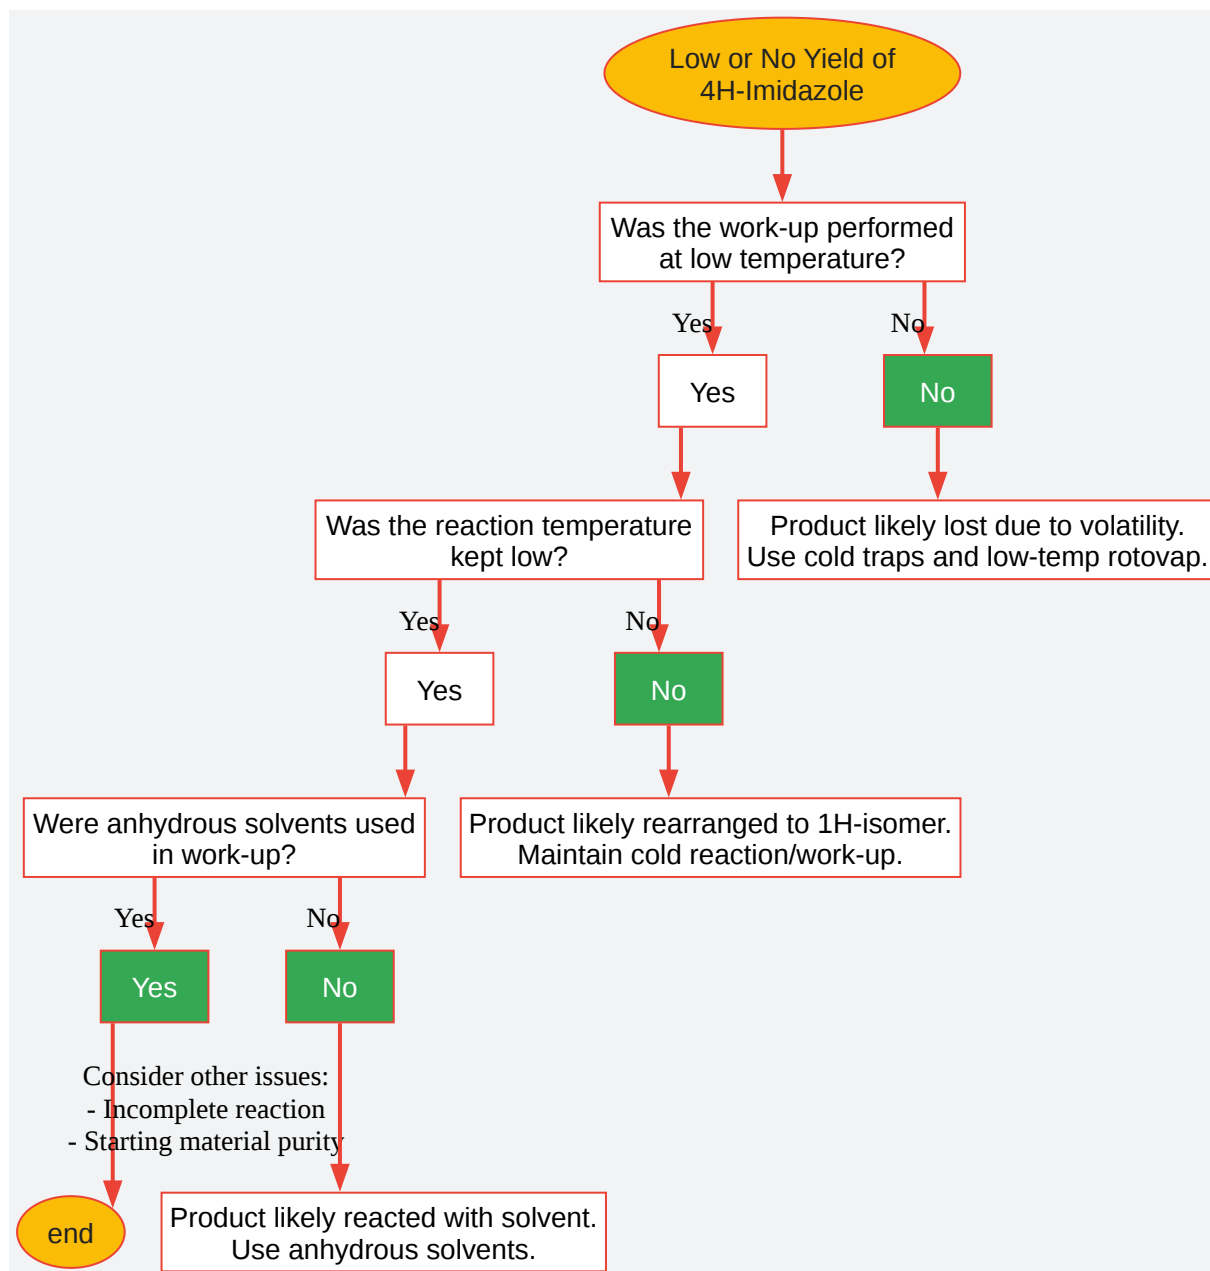 Low or No Yield of
4H-Imidazole
Was the work-up performed
at low temperature?
Yes
No
Yes
No
Was the reaction temperature
kept low?
Product likely lost due to volatility.
Use cold traps and low-temp rotovap.
Yes
No
Yes
No
Were anhydrous solvents used
in work-up?
Product likely rearranged to 1H-isomer.
Maintain cold reaction/work-up.
Yes
No
Yes
No
Consider other issues:
- Incomplete reaction
- Starting material purity
end
Product likely reacted with solvent.
Use anhydrous solvents.